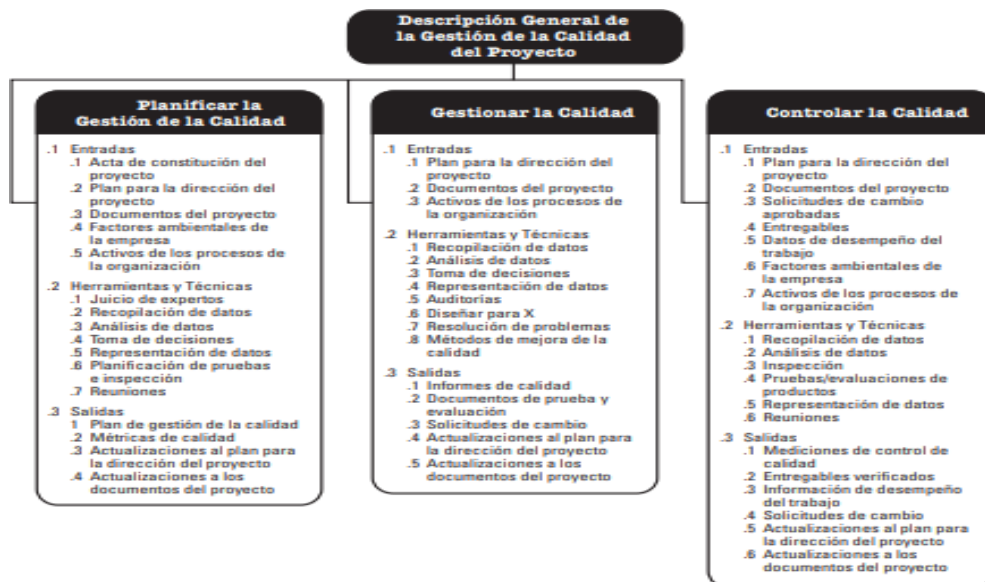 Descripción General de
la Gestión de la Calidad
del Proyecto
Planificar la
Gestión de la Calidad
.1 Entradas
.1 Acta de constitución del
proyecto
.2 Plan para la dirección del
proyecto
.3 Documentos del proyecto
.4 Factores ambientales de
la empresa
.5 Activos de los procesos de
la organización
.2 Herramientas y Técnicas
.1 Juicio de expertos
.2 Recopilación de datos
.3 Análisis de datos
.4 Toma de decisiones
.5 Representación de datos
.6 Planificación de pruebas
e inspección
.7 Reuniones
.3 Salidas
1 Plan de gestión de la calidad
.2 Métricas de calidad
.3 Actualizaciones al plan para
la dirección del proyecto
.4 Actualizaciones a los
documentos del proyecto
Gestionar la Calidad
.1 Entradas
.1 Plan para la dirección del
proyecto
.2 Documentos del proyecto
.3 Activos de los procesos de
la organización
.2 Herramientas y Técnicas
.1 Recopilación de datos
.2 Análisis de datos
.3 Toma de decisiones
.4 Representación de datos
.5 Auditorías
.6 Diseñar para X
.7 Resolución de problemas
.8 Métodos de mejora de la
calidad
.3 Salidas
.1 Informes de calidad
.2 Documentos de prueba y
evaluación
.3 Solicitudes de cambio
.4 Actualizaciones al plan para
la dirección del proyecto
.5 Actualizaciones a los
documentos del proyecto
Controlar la Calidad
.1 Entradas
.1 Plan para la dirección del
proyecto
.2 Documentos del proyecto
.3 Solicitudes de cambio
aprobadas
.4 Entregables
.5 Datos de desempeño del
trabajo
.6 Factores ambientales de
la empresa
.7 Activos de los procesos de
la organización
.2 Herramientas y Técnicas
.1 Recopilación de datos
.2 Análisis de datos
.3 Inspección
.4 Pruebas/evaluaciones de
productos
.5 Representación de datos
.6 Reuniones
.3 Salidas
.1 Mediciones de control de
calidad
.2 Entregables verificados
.3 Información de desempeño
del trabajo
.4 Solicitudes de cambio
.5 Actualizaciones al plan para
la dirección del proyecto
.6 Actualizaciones a los
documentos del proyecto